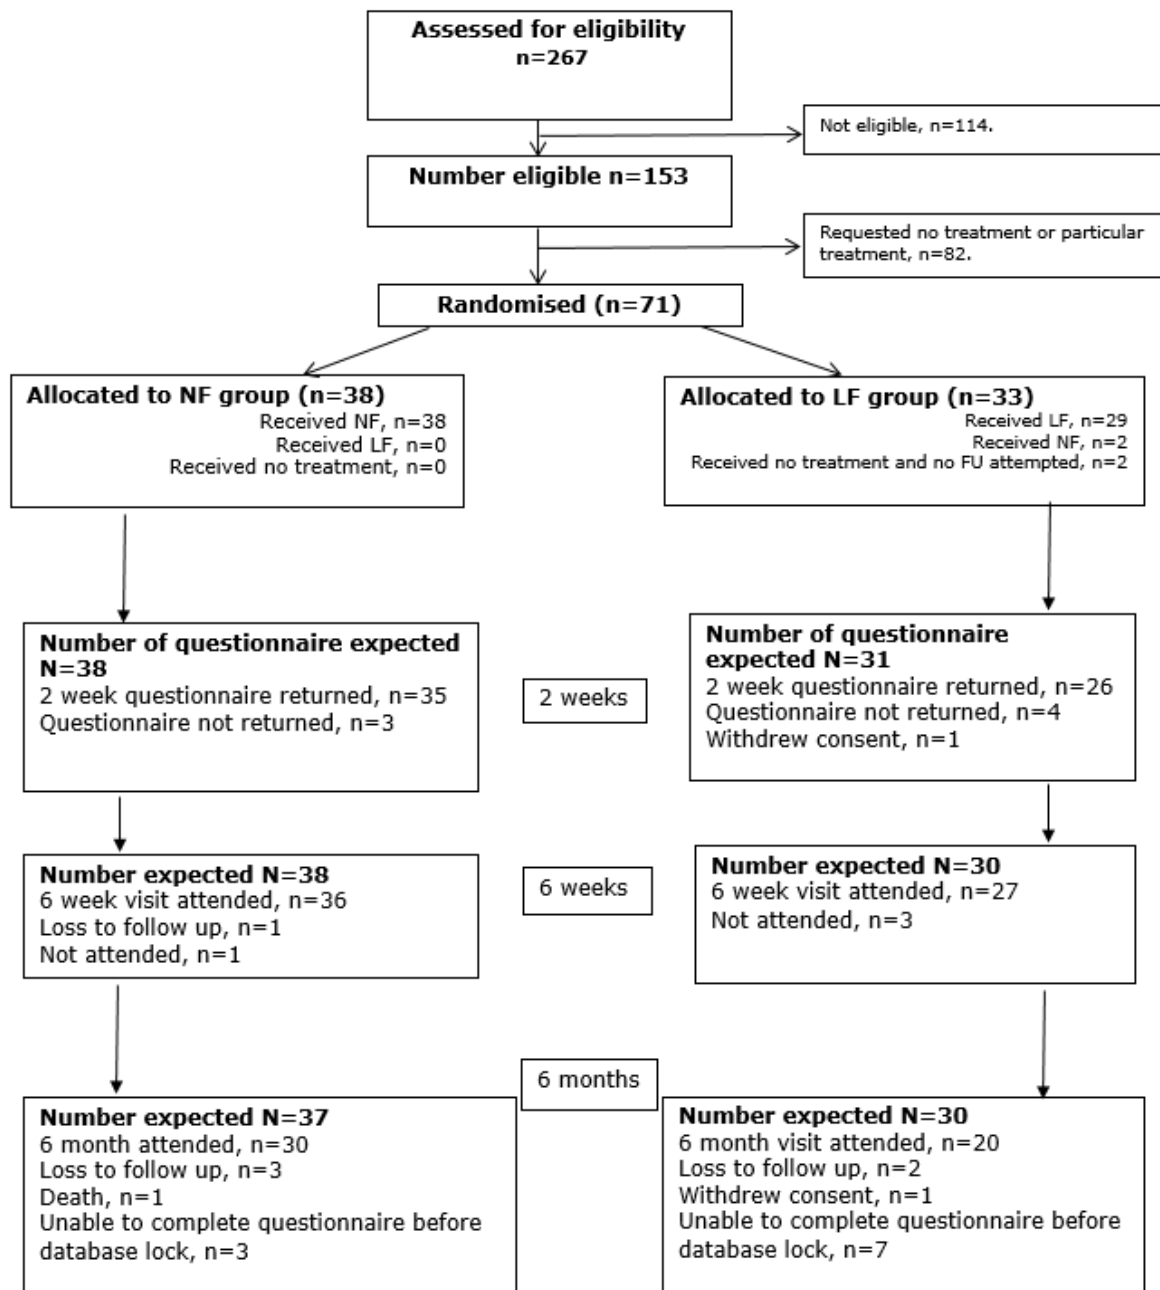 Assessed for eligibility
n=267
Not eligible, n=114.
Number eligible n=153
Requested no treatment or particular
treatment, n=82.
Randomised (n=71)
Allocated to NF group (n=38)
Received NF, n=38
Received LF, n=0
Received no treatment, n=0
Allocated to LF group (n=33)
Received LF, n=29
Received NF, n=2
Received no treatment and no FU attempted, n=2
Number of questionnaire expected
N=38
2 week questionnaire returned, n=35
Questionnaire not returned, n=3
2 weeks
Number of questionnaire
expected N=31
2 week questionnaire returned, n=26
Questionnaire not returned, n=4
Withdrew consent, n=1
Number expected N=38
6 week visit attended, n=36
Loss to follow up, n=1
Not attended, n=1
6 weeks
Number expected N=30
6 week visit attended, n=27
Not attended, n=3
6 months
Number expected N=37
6 month attended, n=30
Loss to follow up, n=3
Death, n=1
Unable to complete questionnaire before
database lock, n=3
Number expected N=30
6 month visit attended, n=20
Loss to follow up, n=2
Withdrew consent, n=1
Unable to complete questionnaire before
database lock, n=7